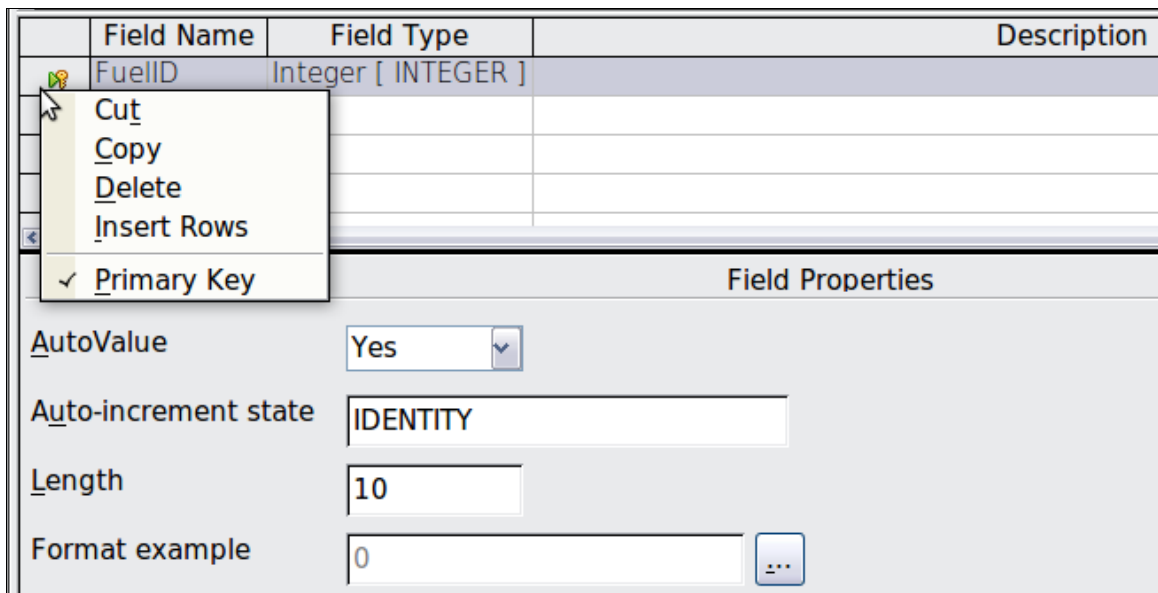 Field Name Field Type Description
FuelID Integer [ INTEGER ]
Cut
Copy
Delete
Insert Rows
Primary Key
Field Properties
AutoValue Yes
Auto-increment state IDENTITY
Length 10
Format example 0 ...